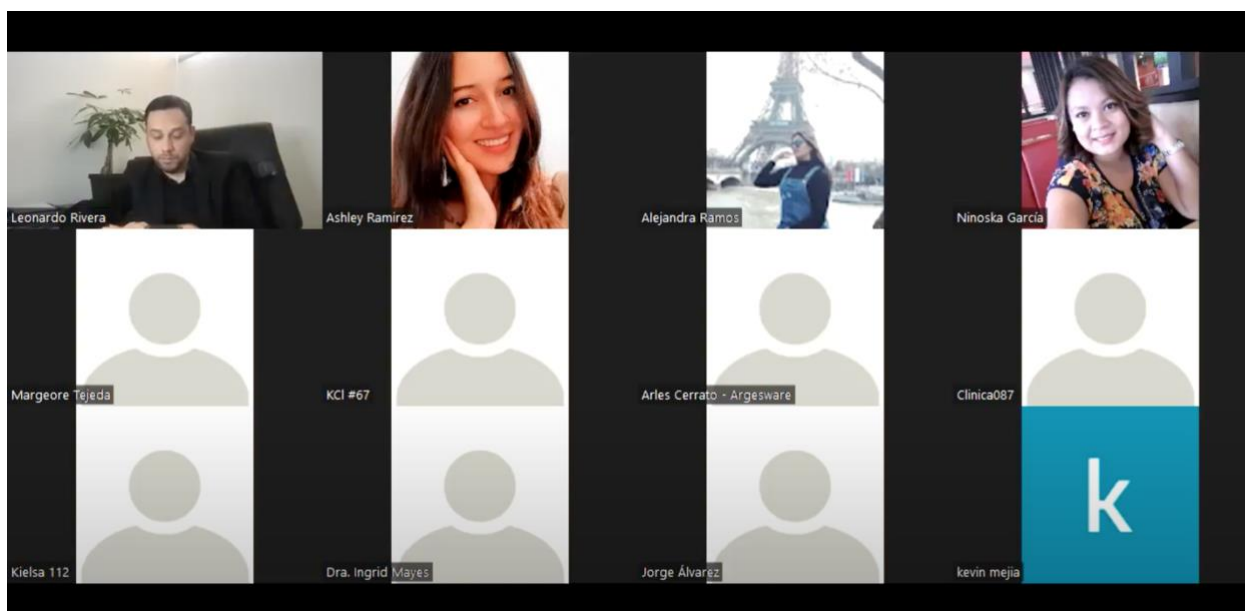 Leonardo Rivera
Ashley Ramirez
Alejandra Ramos
Ninoska García
Margeore Tejeda
KCl #67
Arles Cerrato - Argesware
Clinica087
k
Kielsa 112
Dra. Ingrid Mayes
Jorge Álvarez
kevin mejia